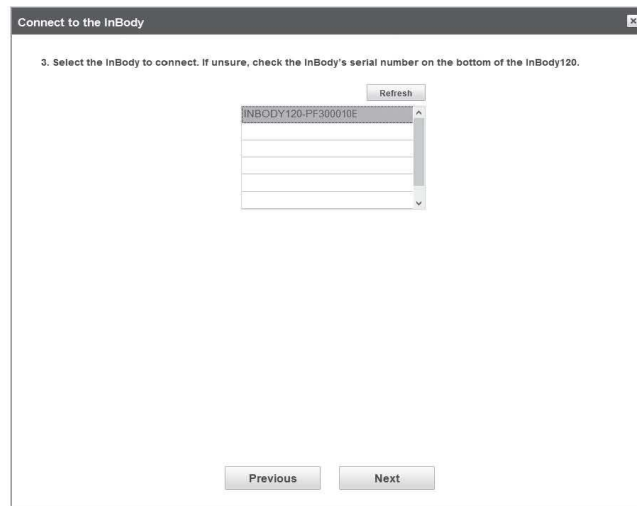 Connect to the InBody
3. Select the InBody to connect. If unsure, check the InBody's serial number on the bottom of the InBody120.
Refresh
INBODY120-PF300010E
Previous
Next